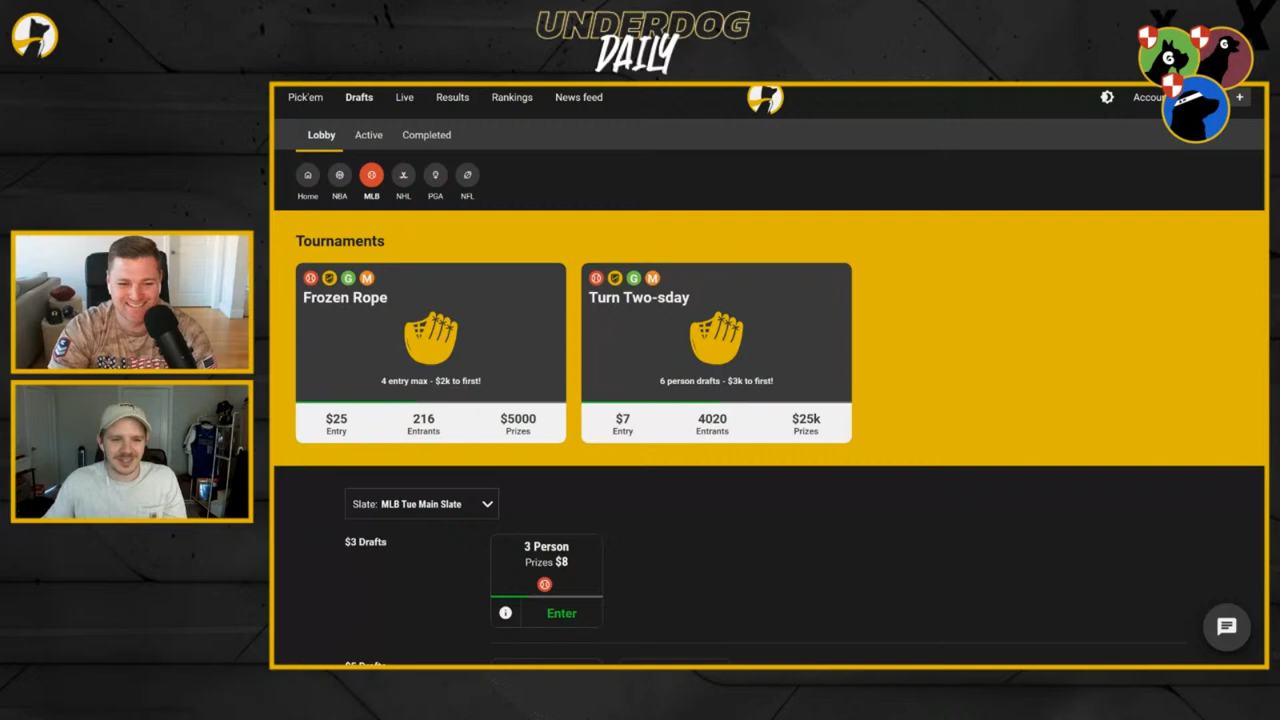 UNDERDOG
DAILY
Pick'em
Drafts
Live
Results
Rankings
News feed
+
Lobby
Active
Completed
Home
NBA
MLB
NHL
PGA
NFL
Tournaments
G M
Frozen Rope
4 entry max - $2k to first!
$25
Entry
216
Entrants
$5000
Prizes
G M
Turn Two-sday
6 person drafts - $3k to first!
$7
Entry
4020
Entrants
$25k
Prizes
Slate: MLB Tue Main Slate
$3 Drafts
3 Person
Prizes $8
Enter
G
G